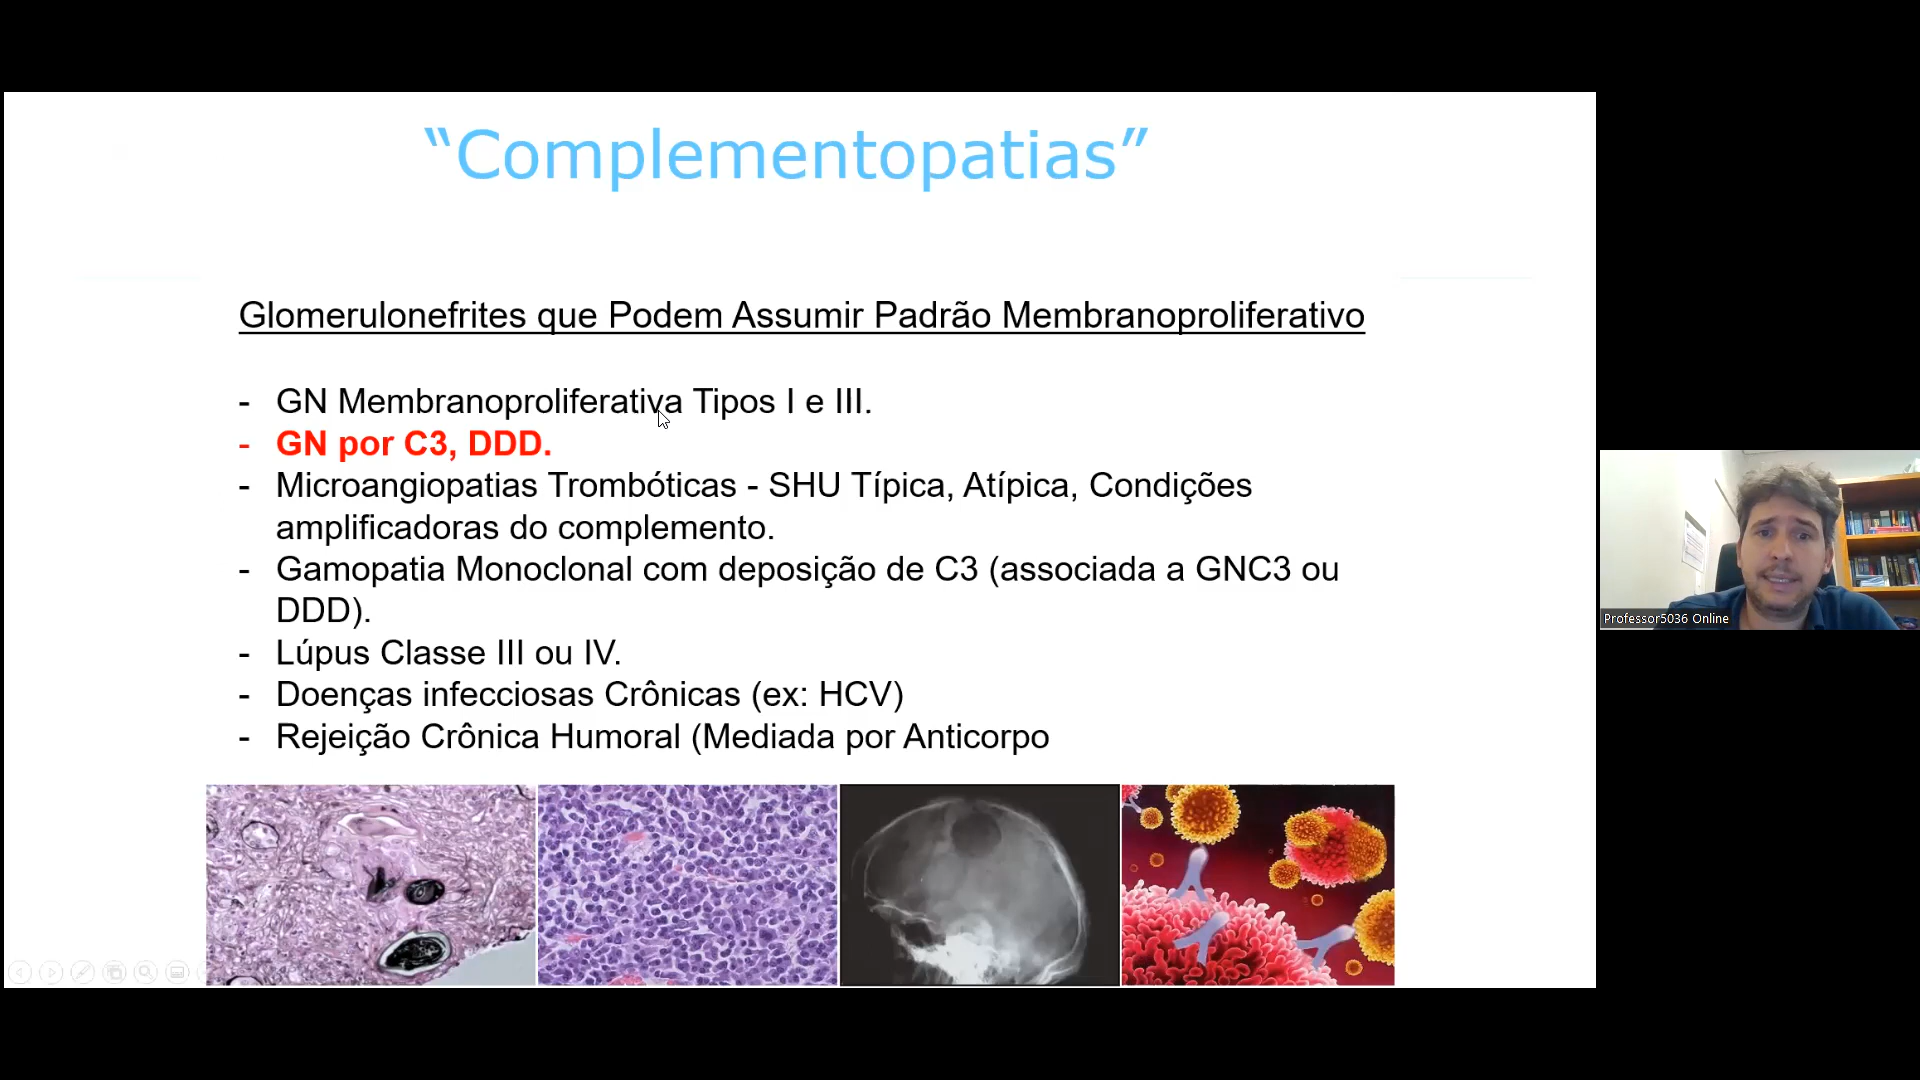 “Complementopatias”
Glomerulonefrites que Podem Assumir Padrão Membranoproliferativo
- GN Membranoproliferativa Tipos I e III.
- GN por C3, DDD.
- Microangiopatias Trombóticas - SHU Típica, Atípica, Condições
amplificadoras do complemento.
- Gamopatia Monoclonal com deposição de C3 (associada a GNC3 ou
DDD).
- Lúpus Classe III ou IV.
- Doenças infecciosas Crônicas (ex: HCV)
- Rejeição Crônica Humoral (Mediada por Anticorpo
Professor5036 Online